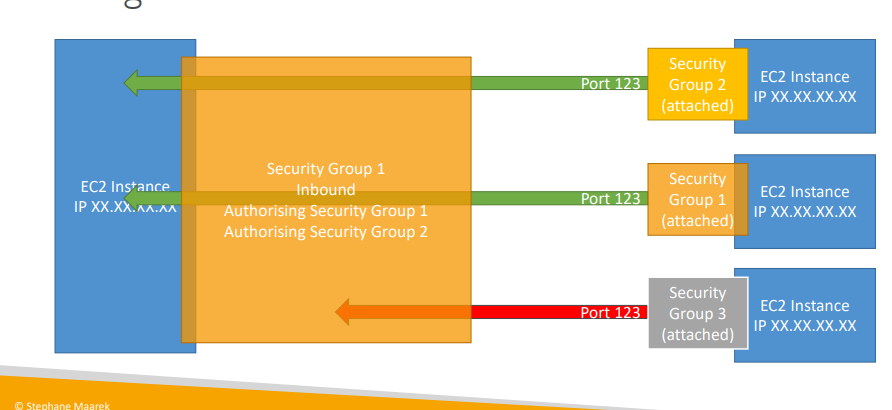 Security
Group 2
(attached)
EC2 Instance
IP XX.XX.XX.XX
Port 123
EC2 Instance
IP XX.XX.XX.XX
Security Group 1
Inbound
Authorising Security Group 1
Authorising Security Group 2
Port 123
Security
Group 1
(attached)
EC2 Instance
IP XX.XX.XX.XX
Port 123
Security
Group 3
(attached)
EC2 Instance
IP XX.XX.XX.XX
© Stephane Maarek